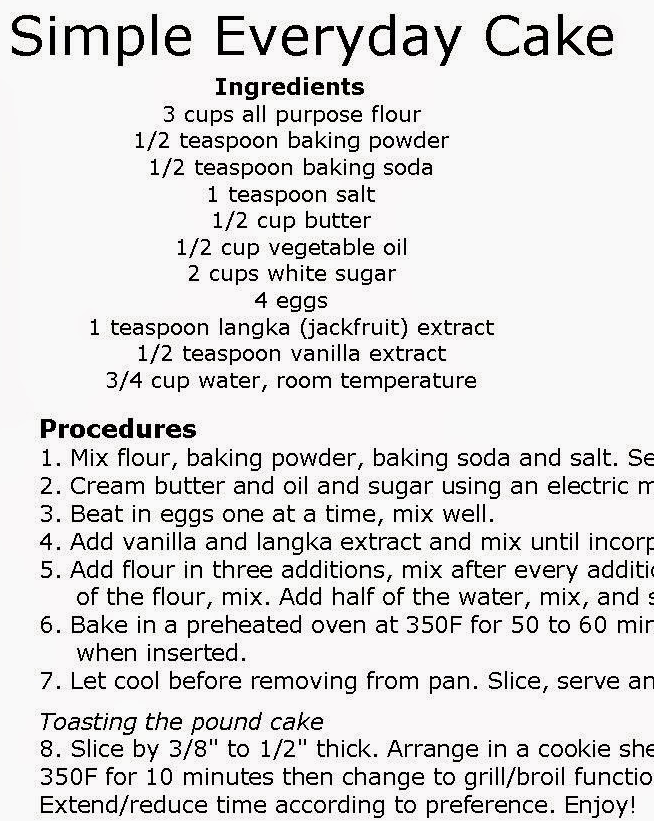 Simple Everyday Cake
Ingredients
3 cups all purpose flour
1/2 teaspoon baking powder
1/2 teaspoon baking soda
1 teaspoon salt
1/2 cup butter
1/2 cup vegetable oil
2 cups white sugar
4 eggs
1 teaspoon langka (jackfruit) extract
1/2 teaspoon vanilla extract
3/4 cup water, room temperature
Procedures
1. Mix flour, baking powder, baking soda and salt.
2. Cream butter and oil and sugar using an electric
3. Beat in eggs one at a time, mix well.
4. Add vanilla and langka extract and mix until
5. Add flour in three additions, mix after every
of the flour, mix. Add half of the water, mix, and
6. Bake in a preheated oven at 350F for 50 to 60
when inserted.
7. Let cool before removing from pan. Slice, serve
Toasting the pound cake
8. Slice by 3/8" to 1/2" thick. Arrange in a cookie
350F for 10 minutes then change to grill/broil
Extend/reduce time according to preference. Enjoy!